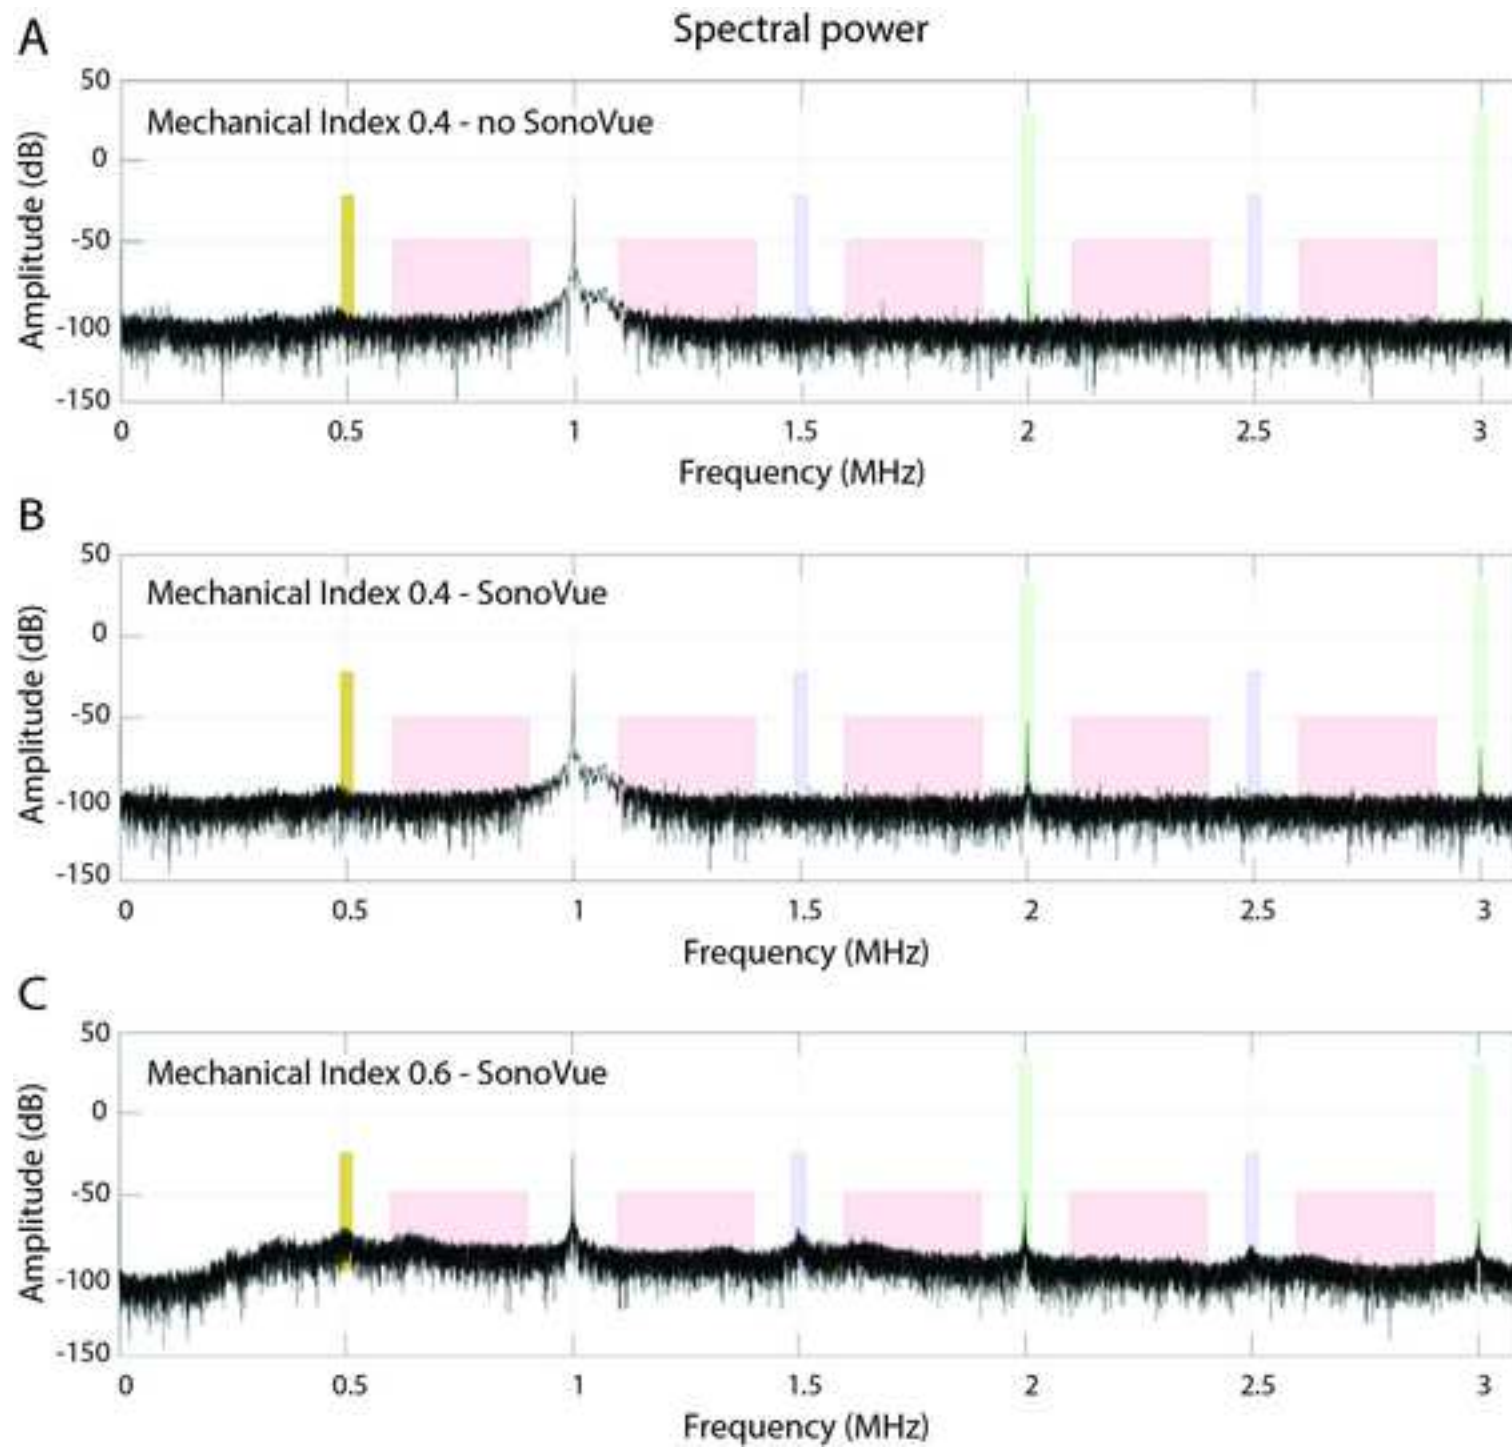 A
Spectral power
Mechanical Index 0.4 - no SonoVue
Amplitude (dB)
50
0
-50
-100
-150
0 0.5 1 1.5 2 2.5 3
Frequency (MHz)
B
Mechanical Index 0.4 - SonoVue
Amplitude (dB)
50
0
-50
-100
-150
0 0.5 1 1.5 2 2.5 3
Frequency (MHz)
C
Mechanical Index 0.6 - SonoVue
Amplitude (dB)
50
0
-50
-100
-150
0 0.5 1 1.5 2 2.5 3
Frequency (MHz)